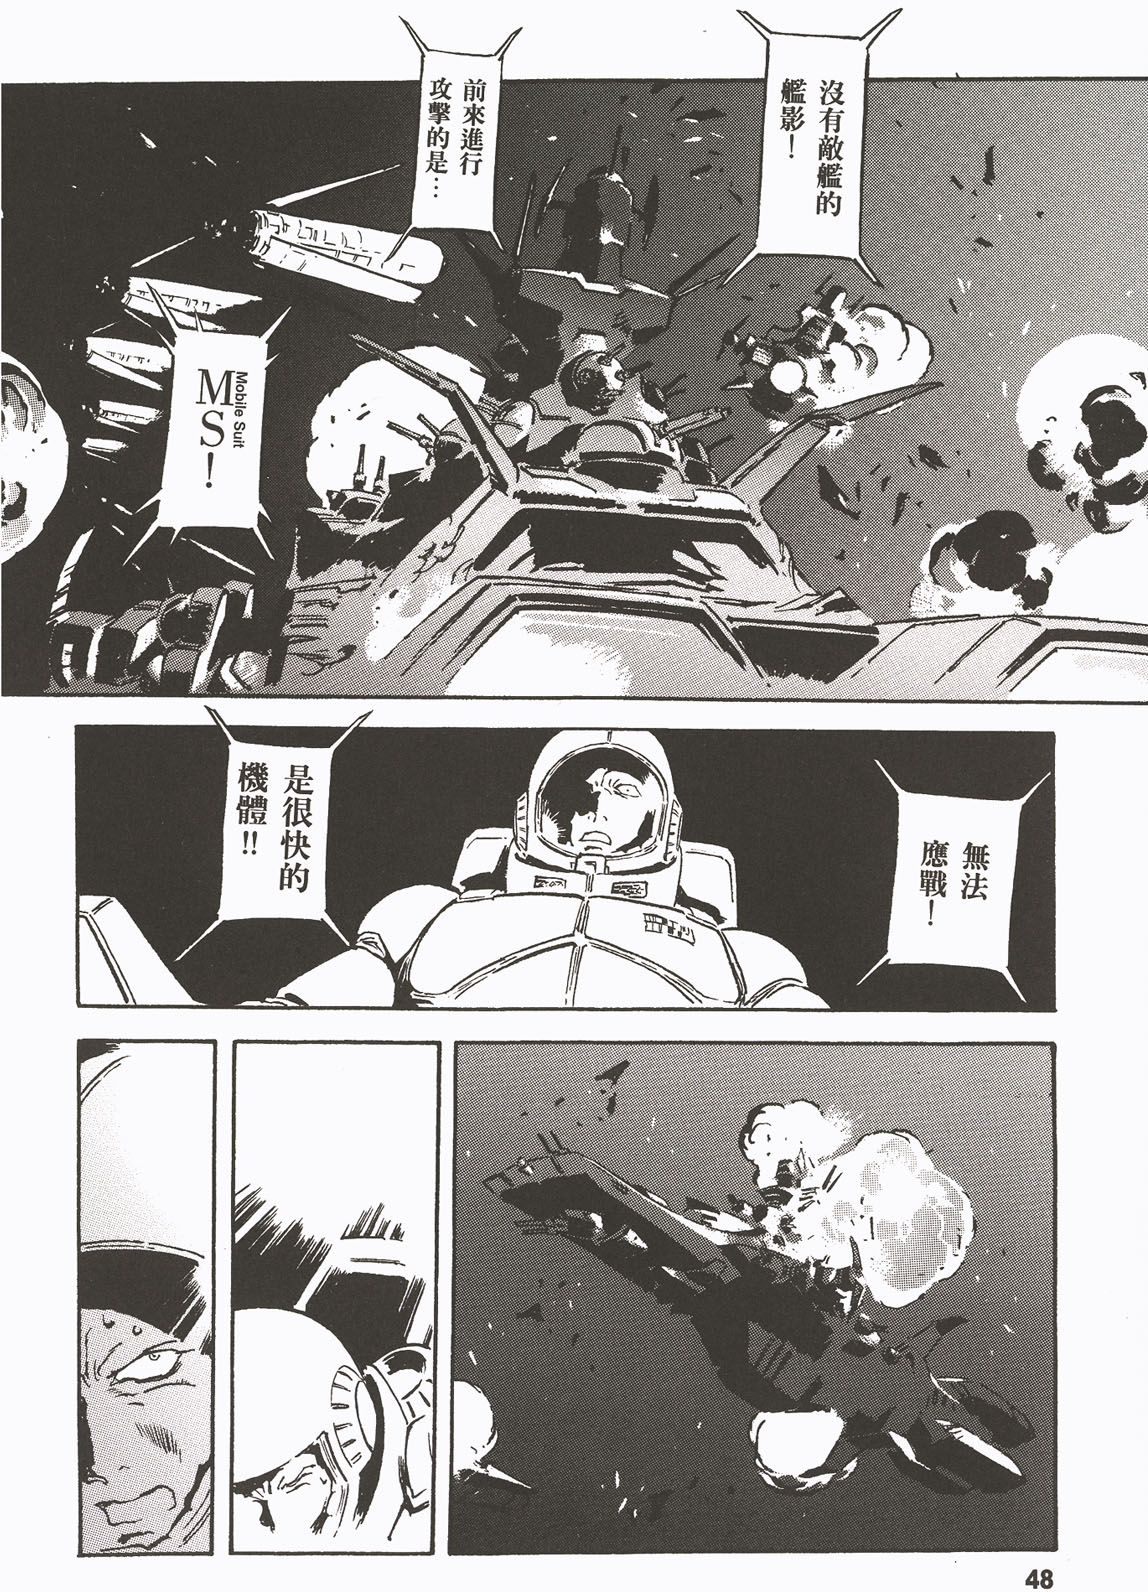 沒有敵艦的
艦影！
前來進行
攻擊的是…
Mobile Suit
MS！
無法
應戰！
是很快的
機體!!
48